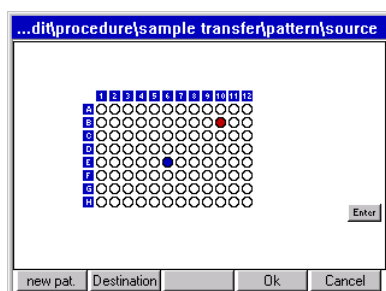 ...dit\procedure\sample transfer\pattern\source
1 2 3 4 5 6 7 8 9 10 11 12
A
B
C
D
E
F
G
H
Enter
new pat. Destination Ok Cancel